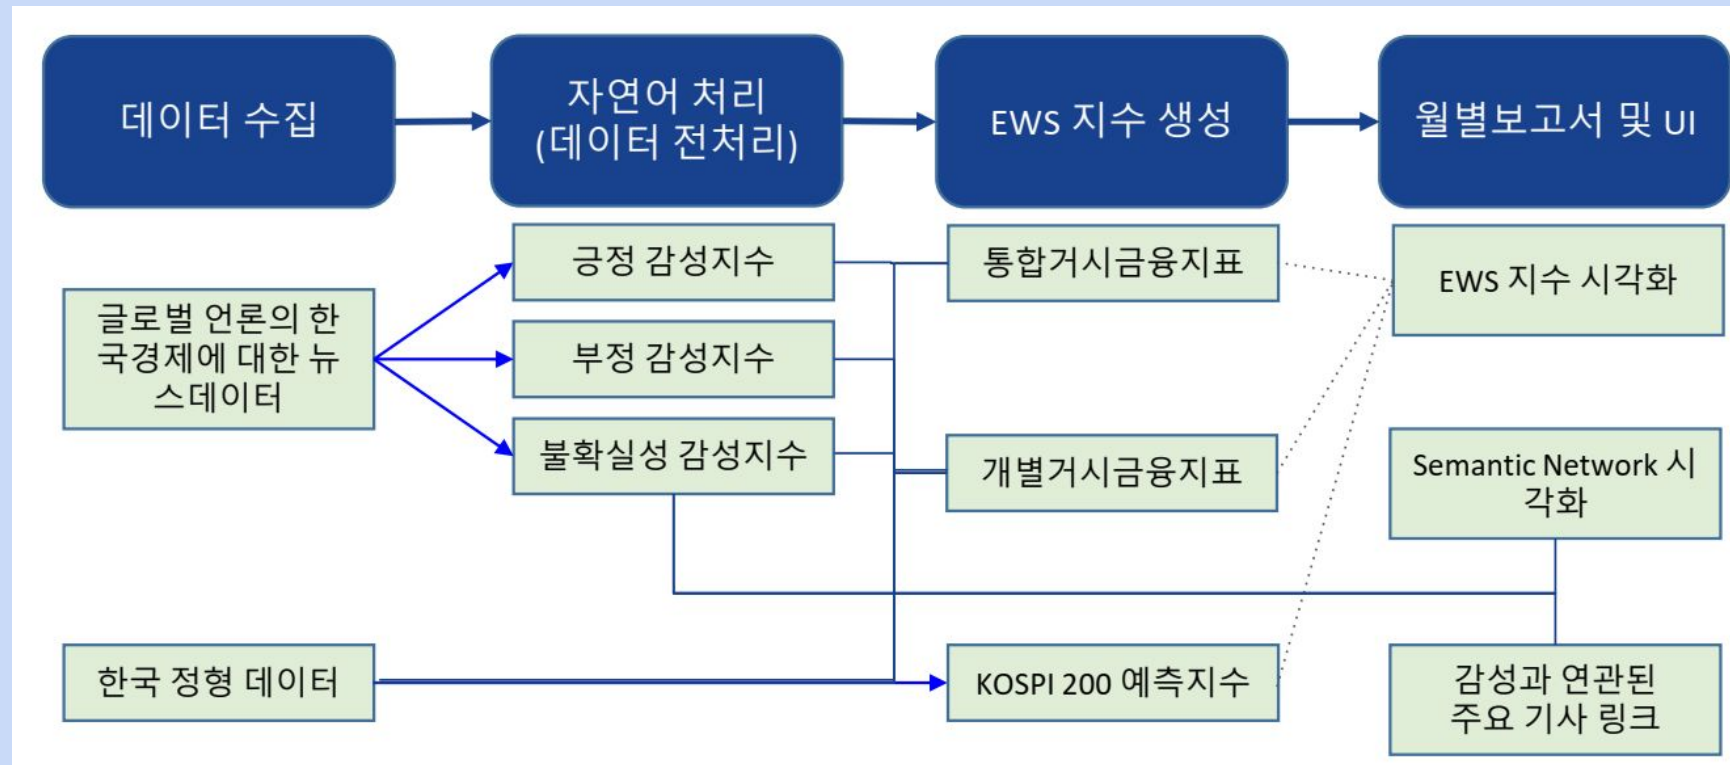 데이터 수집
자연어 처리
(데이터 전처리)
EWS 지수 생성
월별보고서 및 UI
글로벌 언론의 한
국경제에 대한 뉴
스데이터
한국 정형 데이터
긍정 감성지수
부정 감성지수
불확실성 감성지수
통합거시금융지표
개별거시금융지표
KOSPI 200 예측지수
EWS 지수 시각화
Semantic Network 시
각화
감성과 연관된
주요 기사 링크